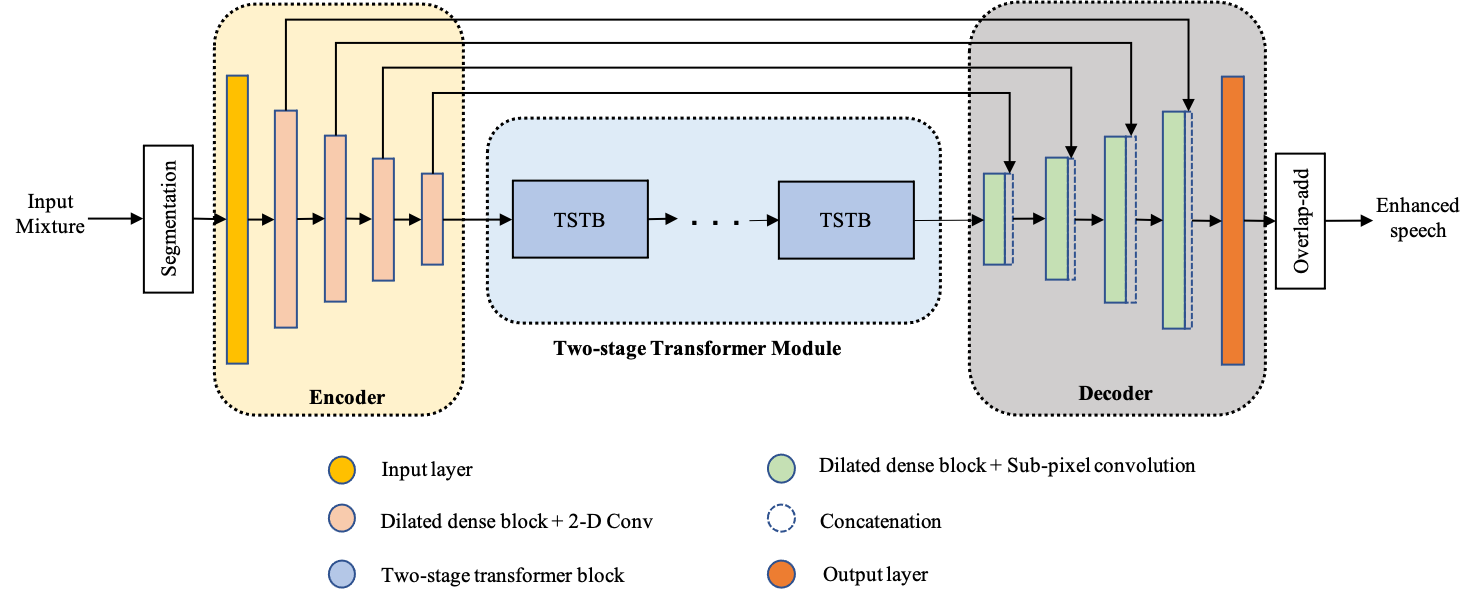 Input
Mixture
Segmentation
Encoder
TSTB
. . .
TSTB
Two-stage Transformer Module
Decoder
Overlap-add
Enhanced
speech
Input layer
Dilated dense block + 2-D Conv
Two-stage transformer block
Dilated dense block + Sub-pixel convolution
Concatenation
Output layer